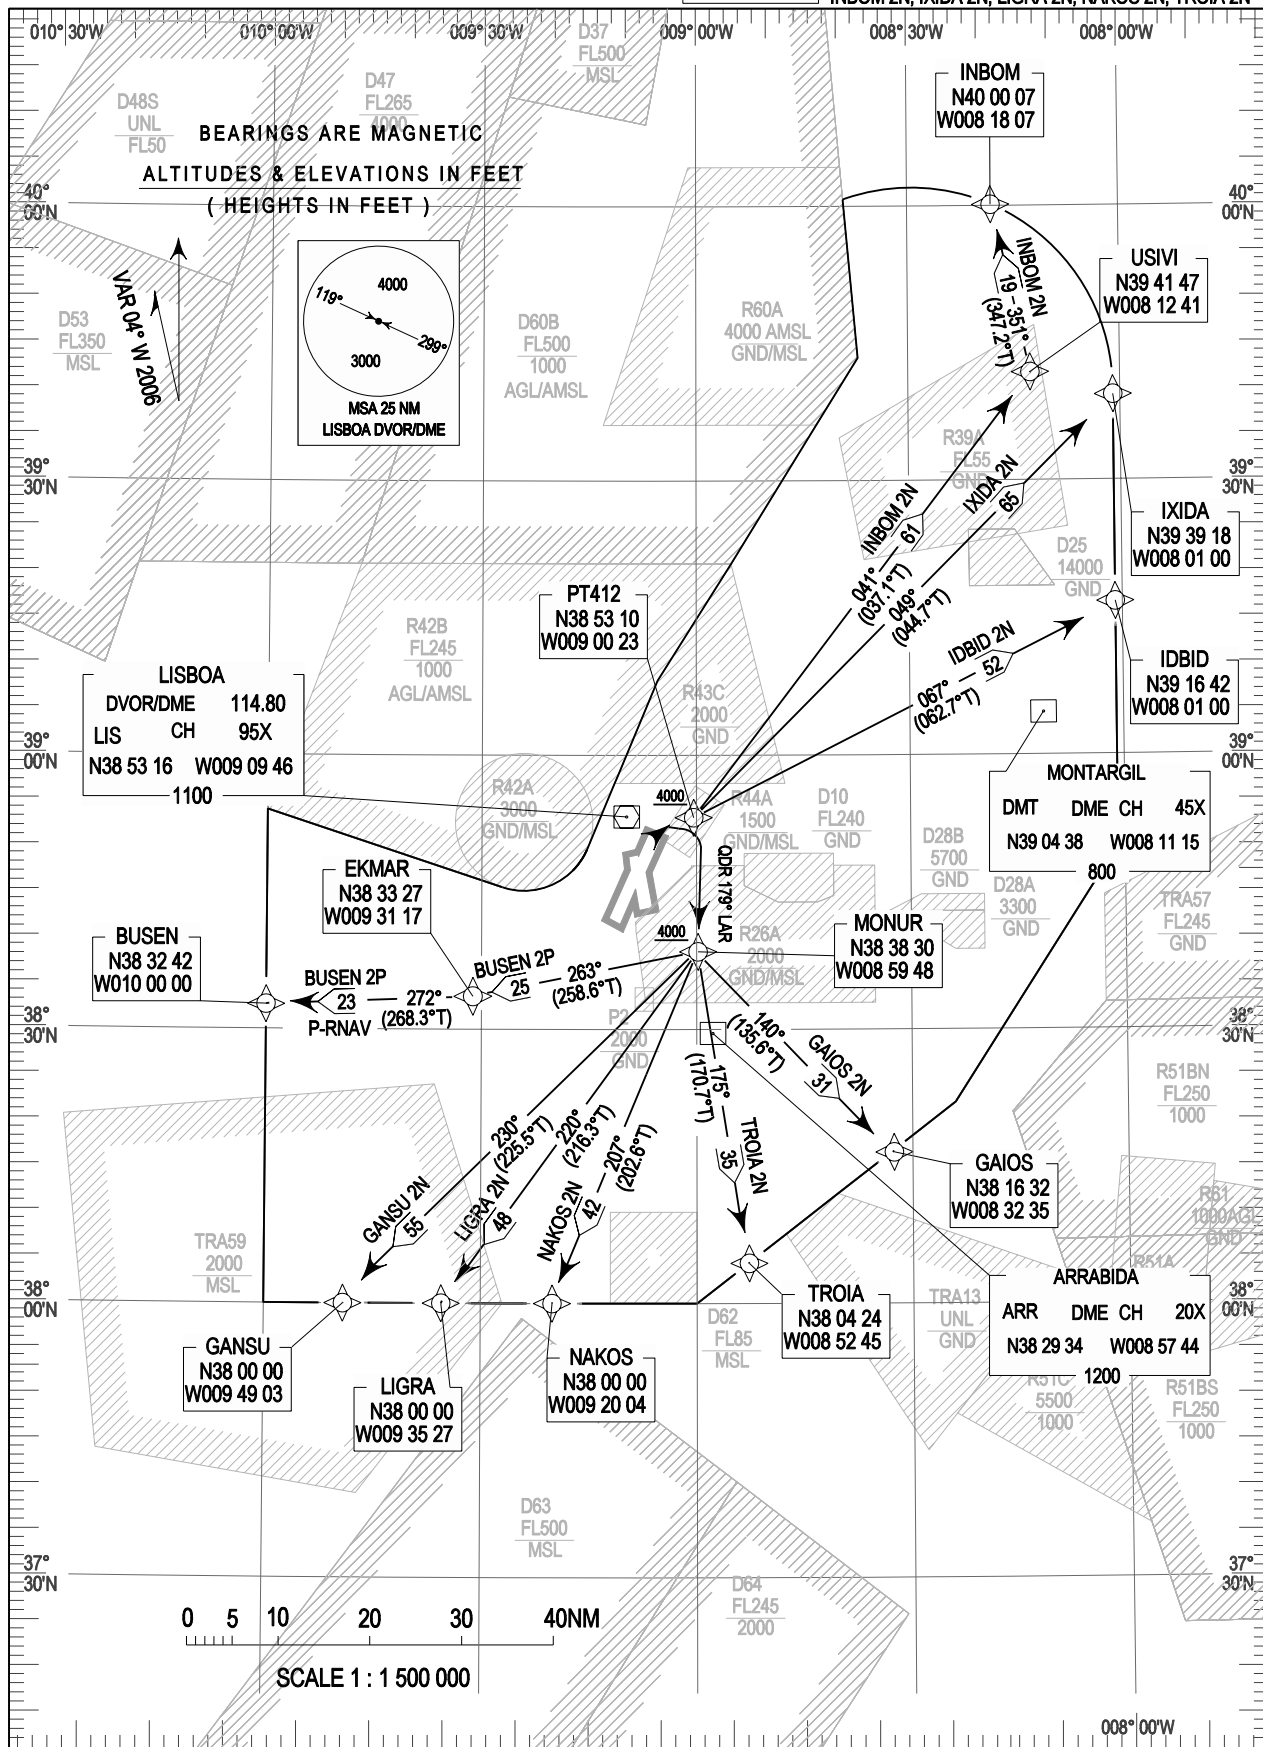 INBOM 2N, IXIDA 2N, LIGRA 2N, NAKOS 2N, TROIA 2N
010° 30'W
010° 00'W
009° 30'W
009° 00'W
008° 30'W
008° 00'W
D37
FL500
MSL
D48S
UNL
FL50
D47
FL265
4000
BEARINGS ARE MAGNETIC
ALTITUDES & ELEVATIONS IN FEET
( HEIGHTS IN FEET )
INBOM
N40 00 07
W008 18 07
40°
00'N
40°
00'N
VAR 04° W 2006
119°
4000
299°
3000
MSA 25 NM
LISBOA DVOR/DME
D53
FL350
MSL
D60B
FL500
1000
AGL/AMSL
R60A
4000 AMSL
GND/MSL
INBOM 2N
19 - 351°
(347.2°T)
USIVI
N39 41 47
W008 12 41
39°
30'N
39°
30'N
R39A
FL55
GND
INBOM 2N
61
041°
(037.1°T)
IXIDA 2N
65
049°
(044.7°T)
IXIDA
N39 39 18
W008 01 00
D25
14000
GND
PT412
N38 53 10
W009 00 23
R42B
FL245
1000
AGL/AMSL
IDBID 2N
067° 52
(062.7°T)
IDBID
N39 16 42
W008 01 00
LISBOA
DVOR/DME 114.80
LIS CH 95X
N38 53 16 W009 09 46
1100
R43C
2000
GND
39°
00'N
39°
00'N
MONTARGIL
DMT DME CH 45X
N39 04 38 W008 11 15
800
R42A
3000
GND/MSL
4000
R44A
1500
GND/MSL
D10
FL240
GND
D28B
5700
GND
D28A
3300
GND
TRA57
FL245
GND
QDR 179° LAR
EKMAR
N38 33 27
W009 31 17
BUSEN
N38 32 42
W010 00 00
4000
R26A
2000
GND/MSL
MONUR
N38 38 30
W008 59 48
BUSEN 2P
23 272°
(268.3°T)
P-RNAV
BUSEN 2P
25 263°
(258.6°T)
P2
2000
GND
38°
30'N
38°
30'N
140°
(135.6°T)
GAIOS 2N
31
175°
(170.7°T)
TROIA 2N
35
R51BN
FL250
1000
230°
(225.5°T)
GANSU 2N
55
220°
(216.3°T)
LIGRA 2N
48
207°
(202.6°T)
NAKOS 2N
42
GAIOS
N38 16 32
W008 32 35
R61
1000AGL
GND
R51A
TRA59
2000
MSL
38°
00'N
38°
00'N
ARRABIDA
ARR DME CH 20X
N38 29 34 W008 57 44
1200
TROIA
N38 04 24
W008 52 45
TRA13
UNL
GND
D62
FL85
MSL
GANSU
N38 00 00
W009 49 03
LIGRA
N38 00 00
W009 35 27
NAKOS
N38 00 00
W009 20 04
R51C
5500
1000
R51BS
FL250
1000
D63
FL500
MSL
37°
30'N
37°
30'N
D64
FL245
2000
0 5 10 20 30 40NM
SCALE 1 : 1 500 000
008° 00'W